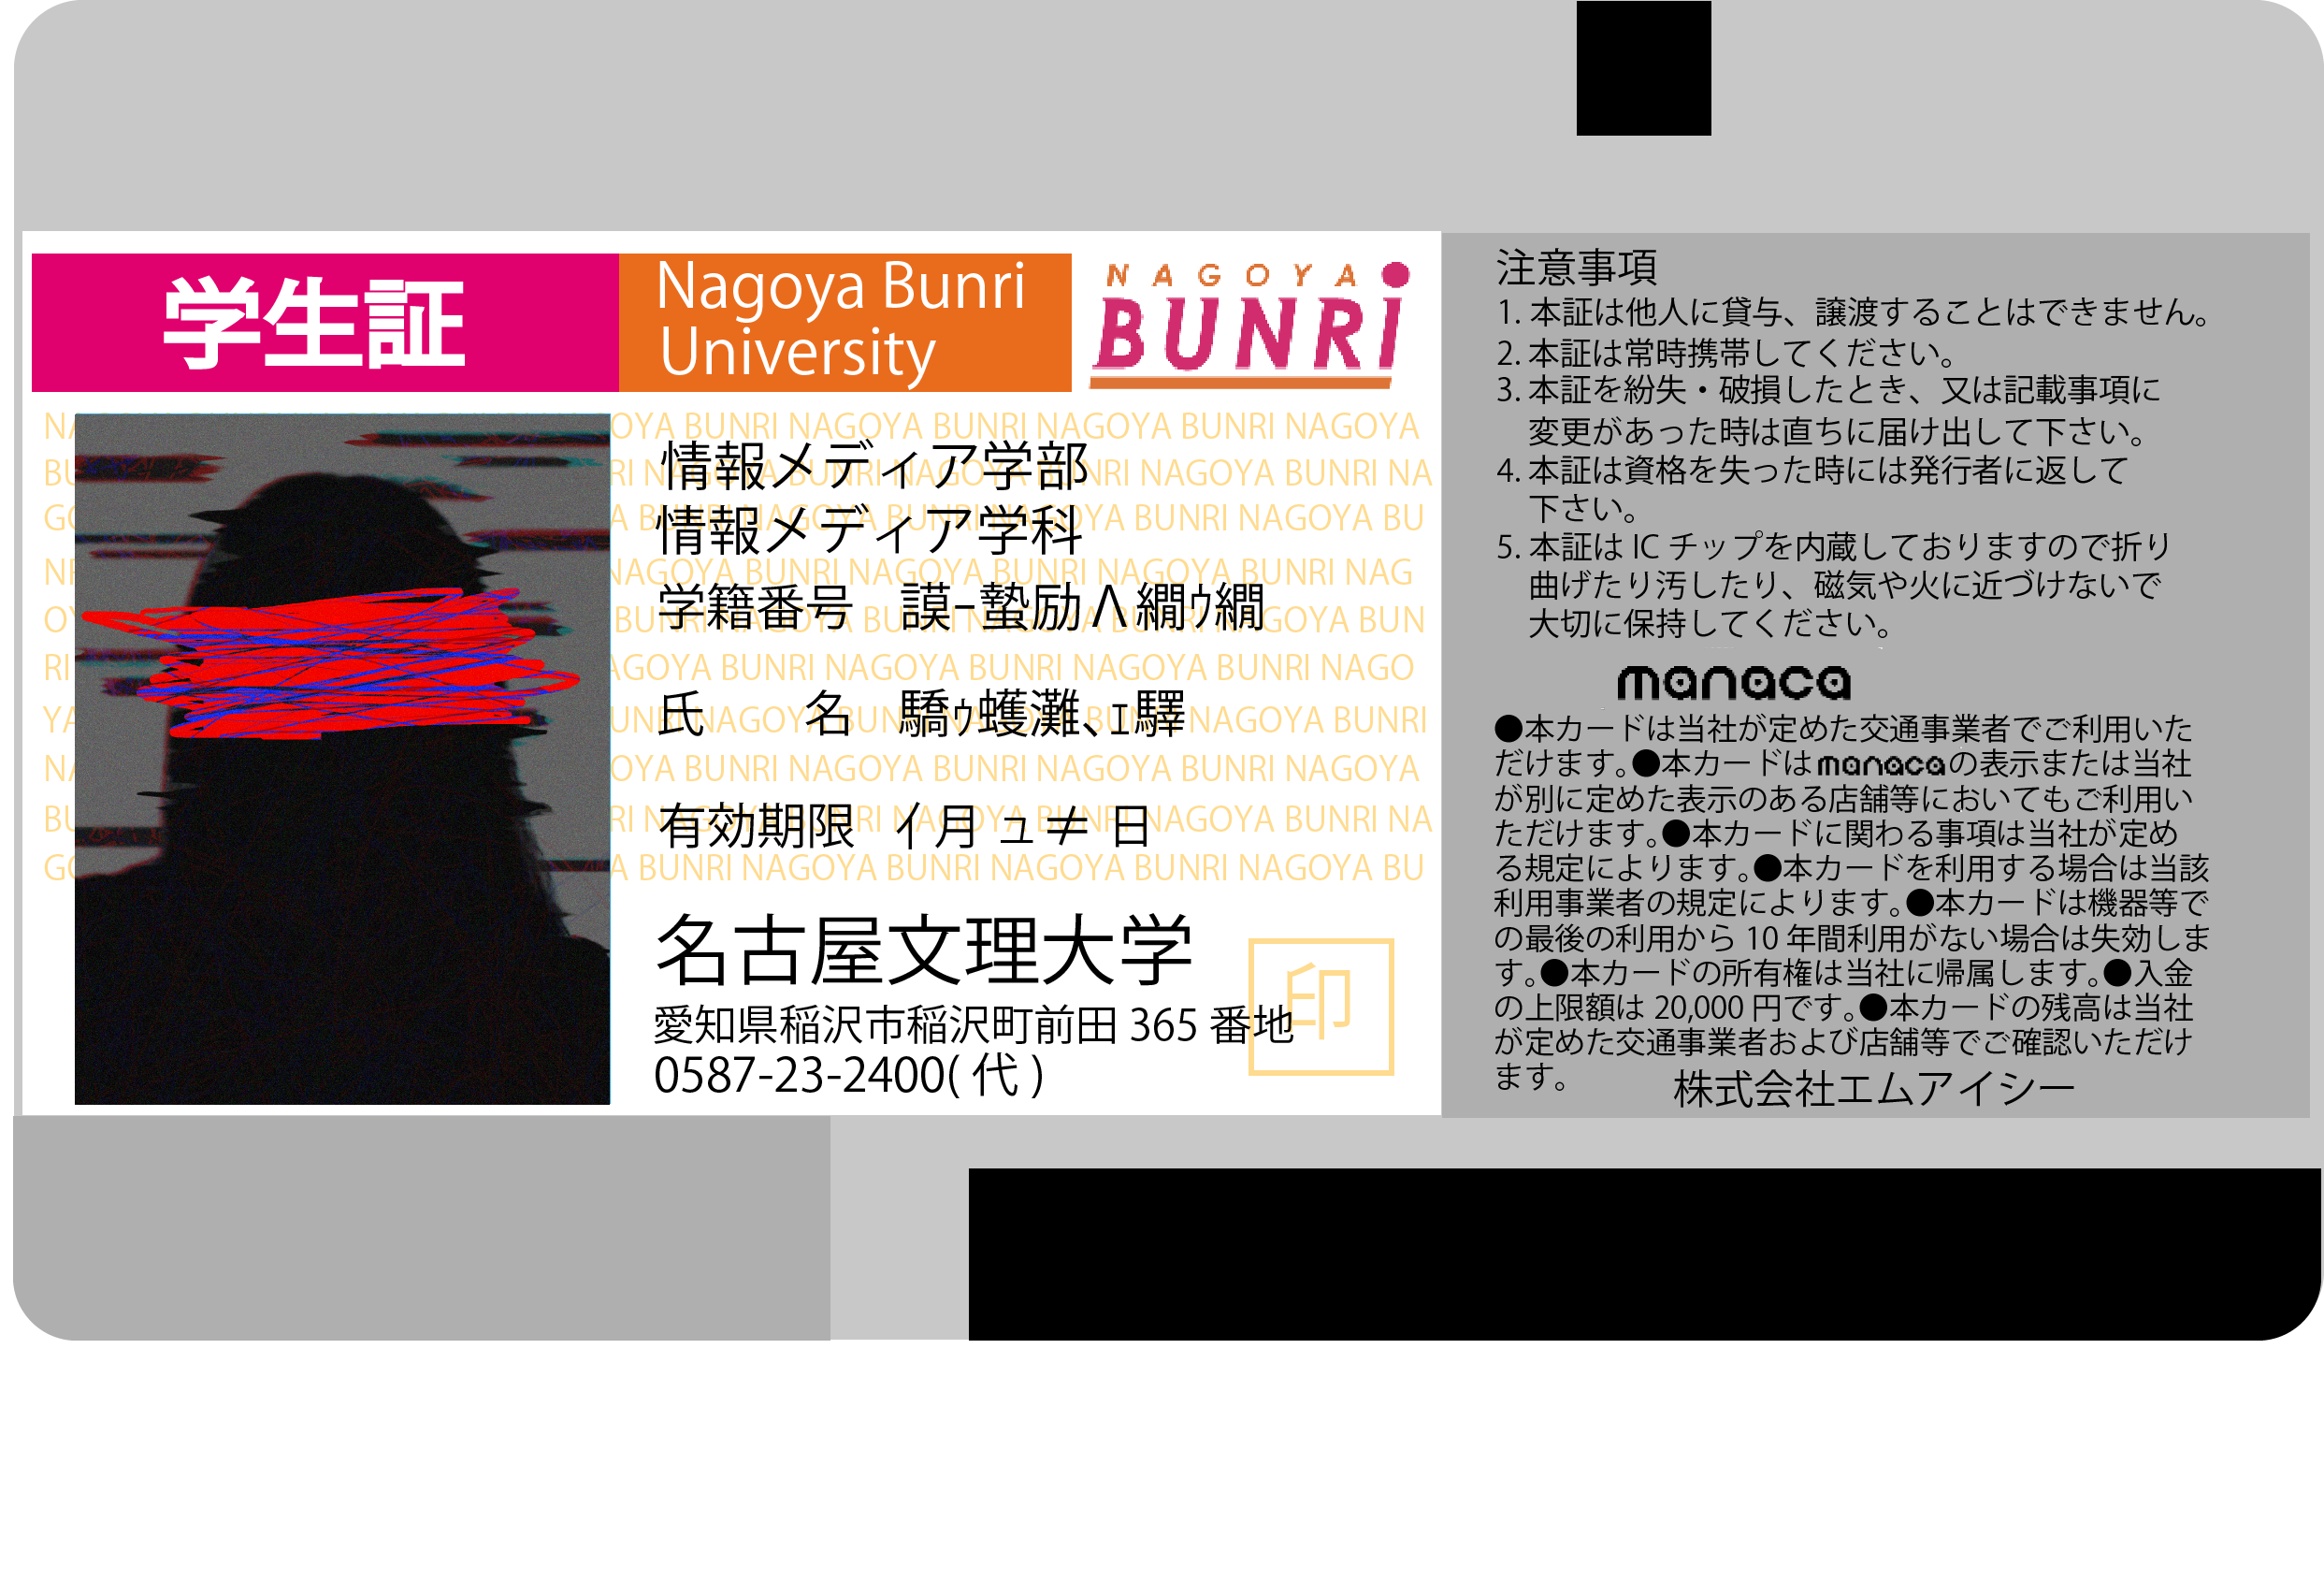 学生証
Nagoya Bunri
University
NAGOYA
BUNRI
情報メディア学部
情報メディア学科
学籍番号 謨ｰ蟄励∧繝ｳ繝
氏 名 驕ｩ蠖灘､ｴ驛
有効期限 イ月ュ≠日
名古屋文理大学
愛知県稲沢市稲沢町前田 365 番地
0587-23-2400( 代 )
印
注意事項
1. 本証は他人に貸与、譲渡することはできません。
2. 本証は常時携帯してください。
3. 本証を紛失・破損したとき、又は記載事項に
変更があった時は直ちに届け出して下さい。
4. 本証は資格を失った時には発行者に返して
下さい。
5. 本証は IC チップを内蔵しておりますので折り
曲げたり汚したり、磁気や火に近づけないで
大切に保持してください。
manaca
●本カードは当社が定めた交通事業者でご利用いた
だけます。●本カードは manaca の表示または当社
が別に定めた表示のある店舗等においてもご利用い
ただけます。●本カードに関わる事項は当社が定め
る規定によります。●本カードを利用する場合は当該
利用事業者の規定によります。●本カードは機器等で
の最後の利用から 10 年間利用がない場合は失効しま
す。●本カードの所有権は当社に帰属します。●入金
の上限額は 20,000 円です。●本カードの残高は当社
が定めた交通事業者および店舗等でご確認いただけ
ます。
株式会社エムアイシー